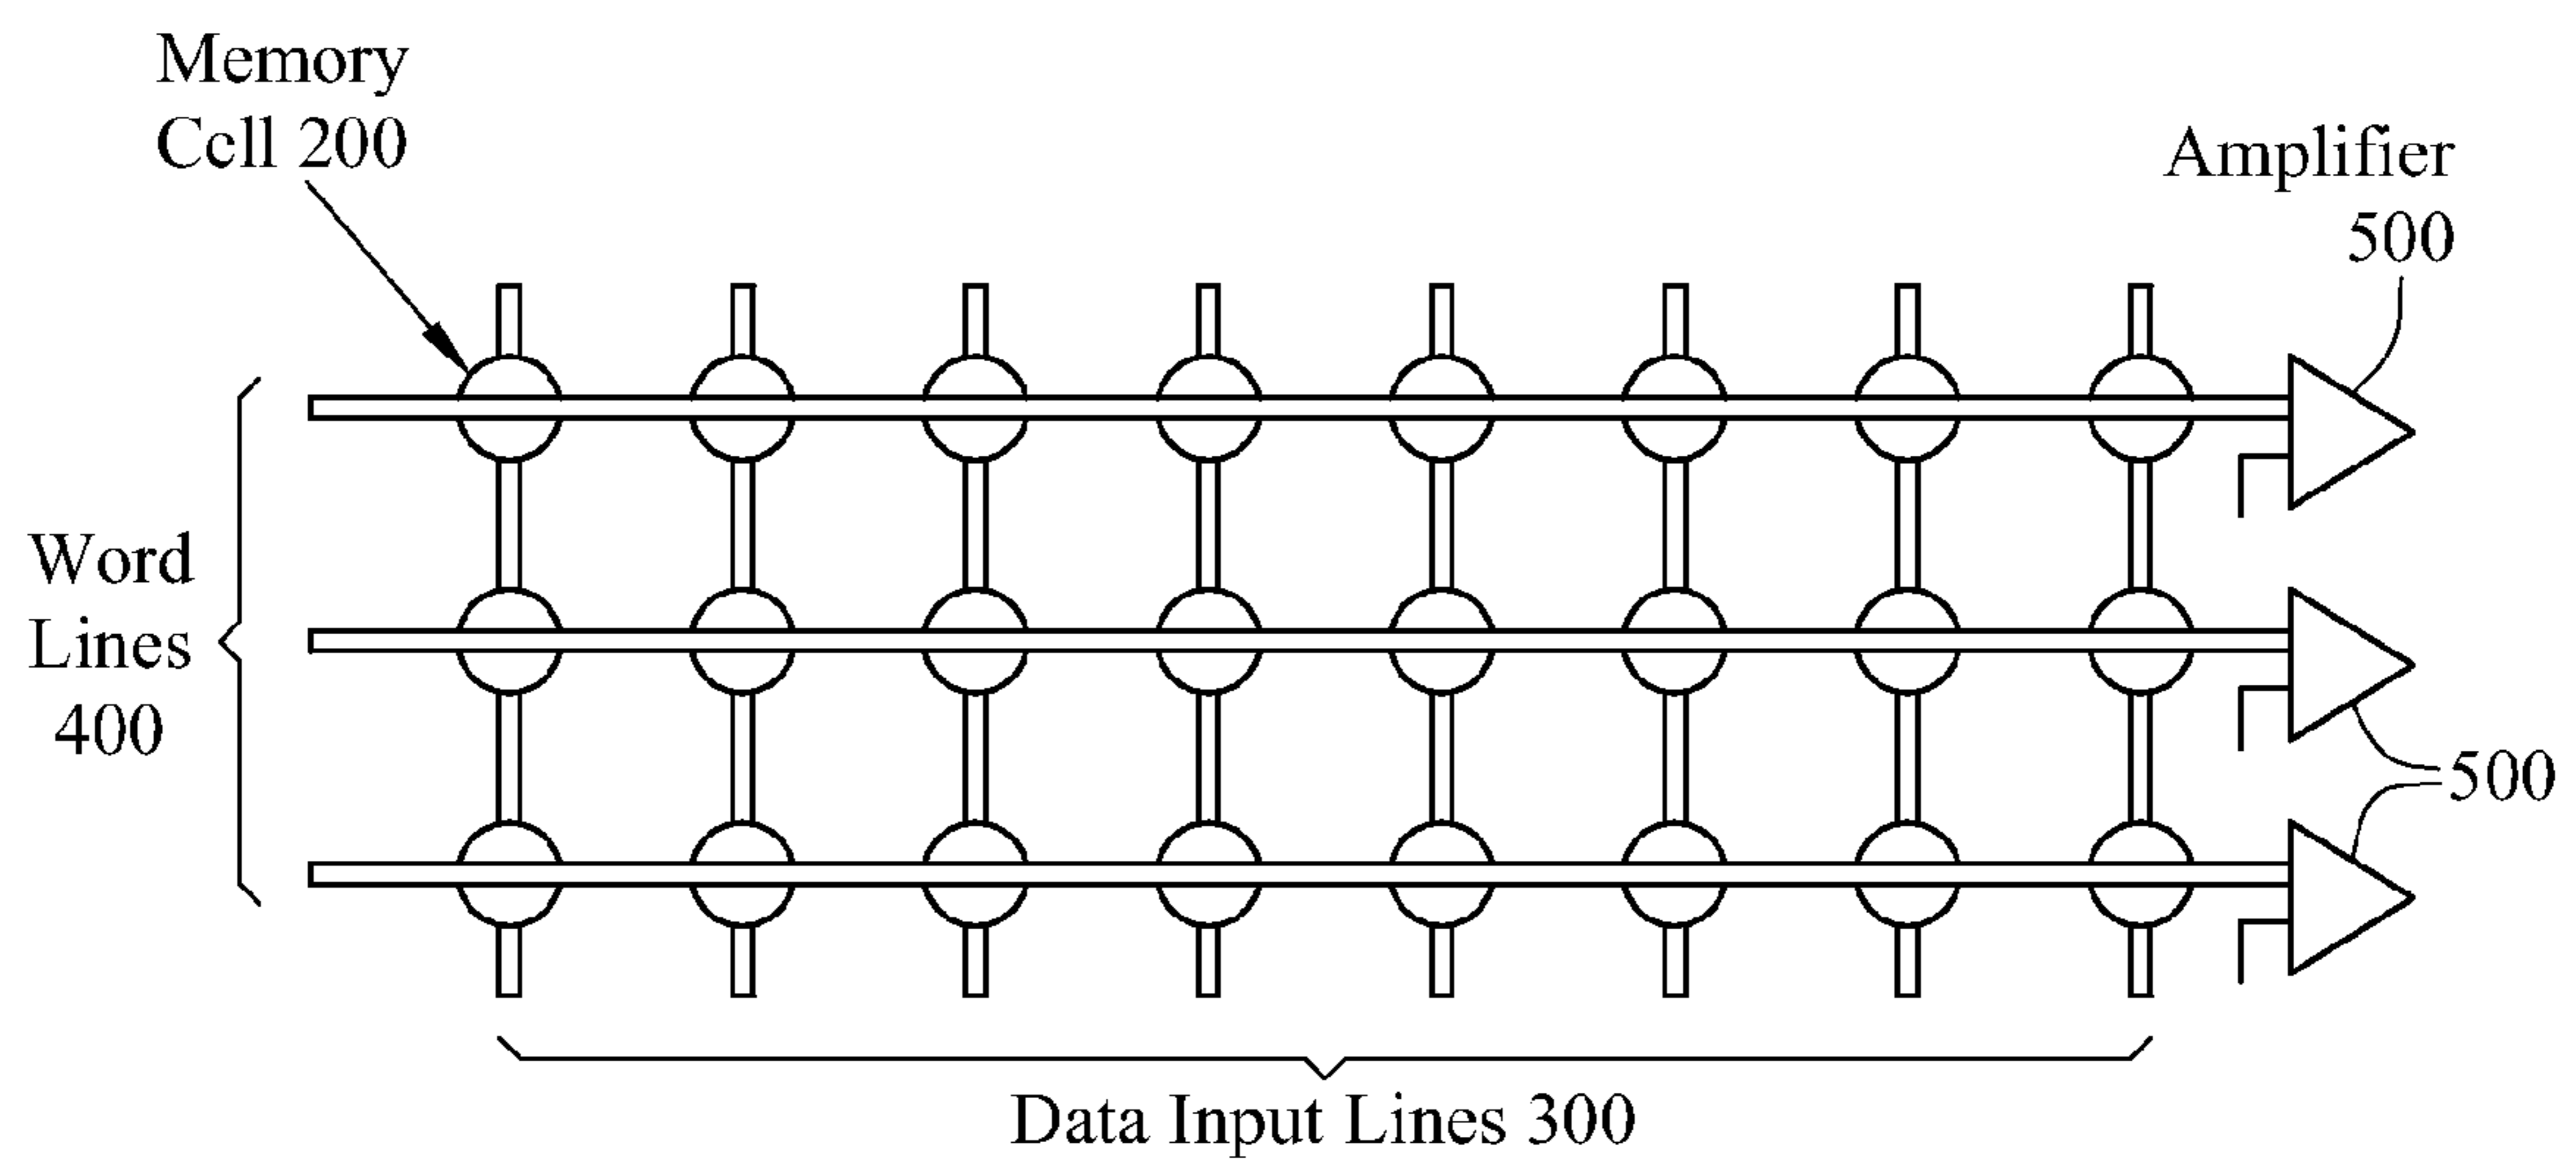 Memory
Cell 200
Amplifier
500
Word
Lines
400
500
Data Input Lines 300